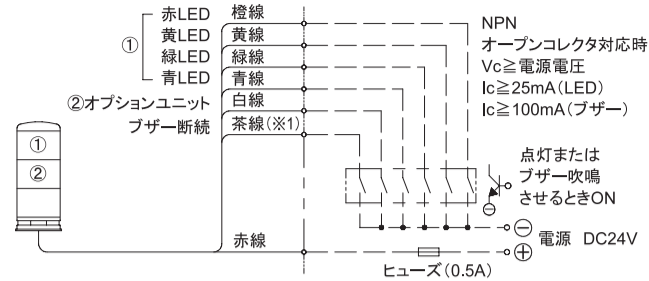 赤LED 橙線
黄LED 黄線
① 緑LED 緑線
青LED 青線
②オプションユニット 白線
ブザー断続 茶線(※1)
NPN
オープンコレクタ対応時
Vc≧電源電圧
Ic≧25mA(LED)
Ic≧100mA(ブザー)
①
②
点灯または
ブザー吹鳴
させるときON
⊖
赤線
⊖
⊕
電源 DC24V
ヒューズ(0.5A)